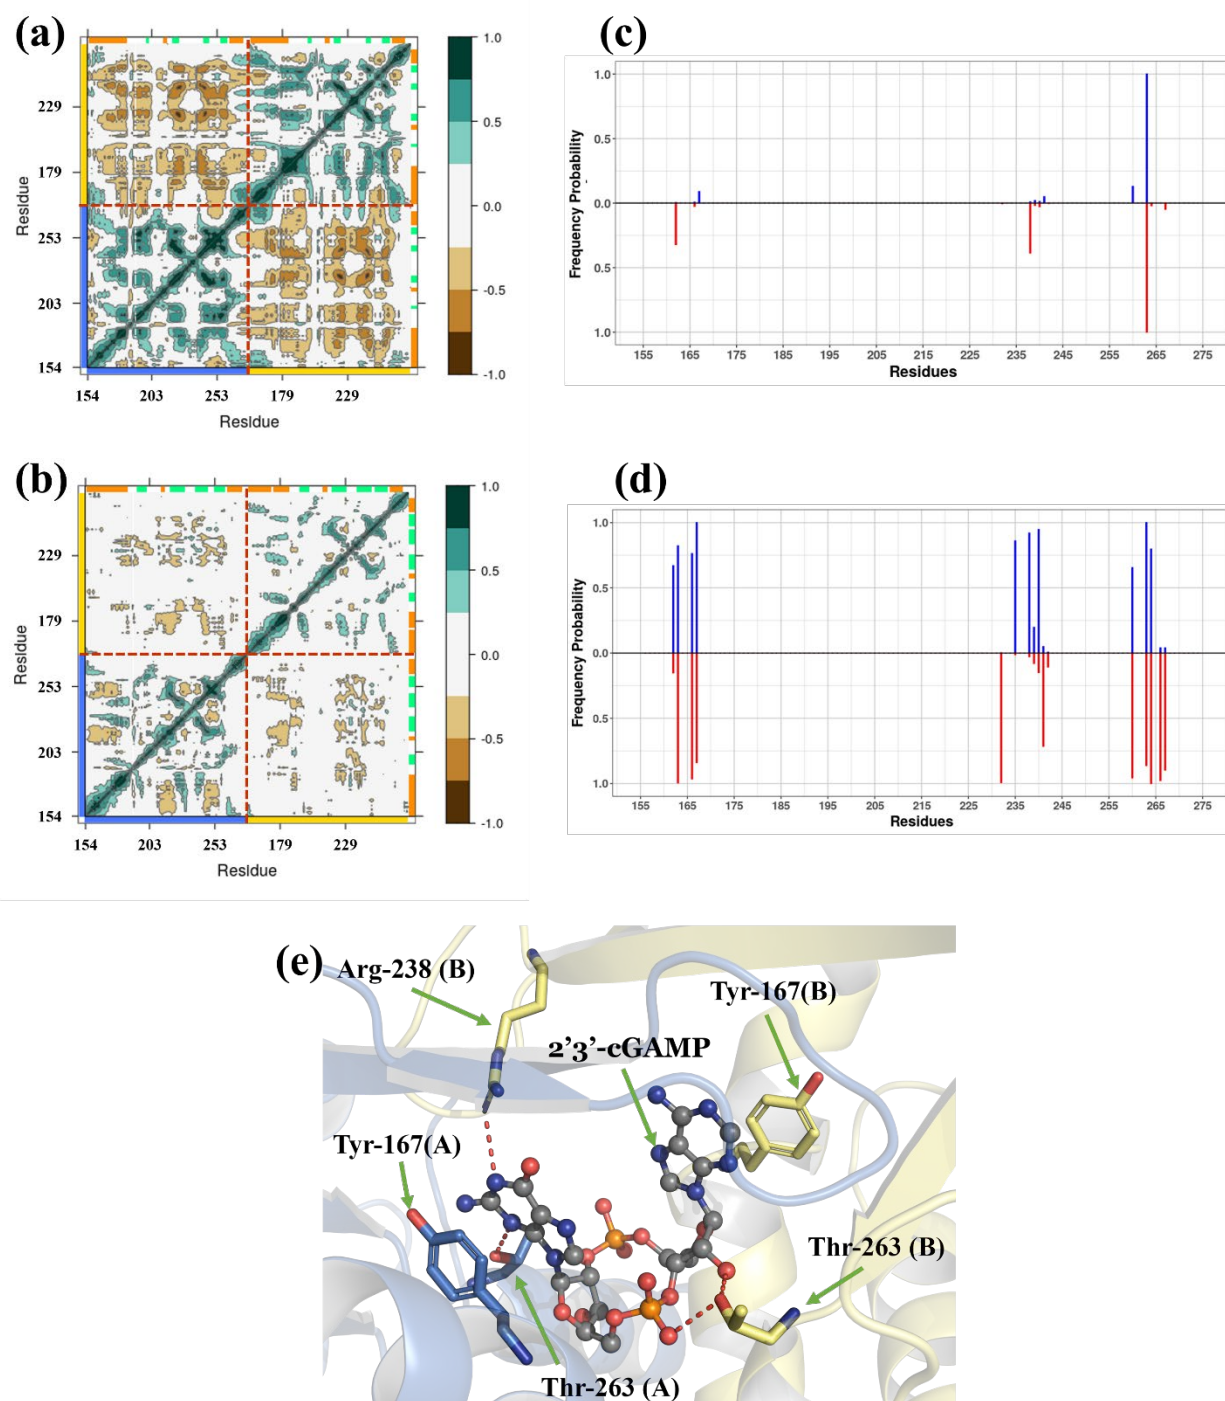 (a)
1.0
0.5
0.0
-0.5
-1.0
229
179
253
203
154
Residue
154 203 253 179 229
Residue
(c)
1.0
0.5
0.0
0.5
1.0
Frequency Probability
155 165 175 185 195 205 215 225 235 245 255 265 275
Residues
(b)
1.0
0.5
0.0
-0.5
-1.0
229
179
253
203
154
Residue
154 203 253 179 229
Residue
(d)
1.0
0.5
0.0
0.5
1.0
Frequency Probability
155 165 175 185 195 205 215 225 235 245 255 265 275
Residues
(e)
Arg-238 (B)
Tyr-167(B)
2’3’-cGAMP
Tyr-167(A)
Thr-263 (B)
Thr-263 (A)